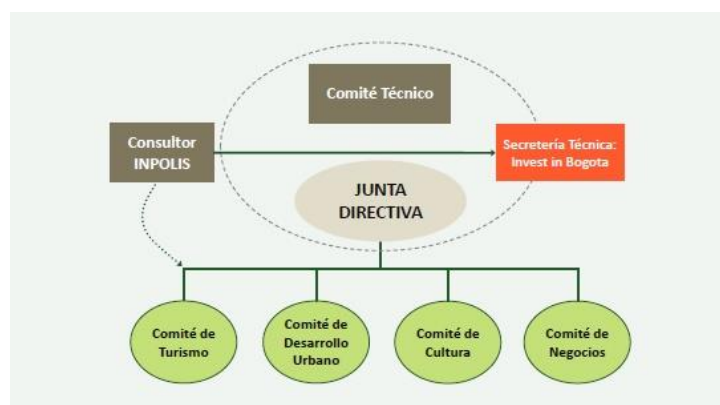 Comité Técnico
Consultor
INPOLIS
Secretería Técnica:
Invest in Bogota
JUNTA
DIRECTIVA
Comité de
Turismo
Comité de
Desarrollo
Urbano
Comité de
Cultura
Comité de
Negocios